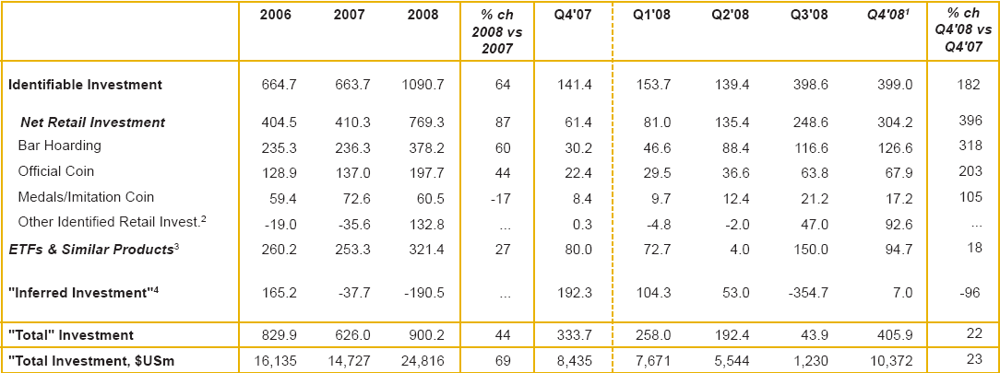 2006 2007 2008 % ch 2008 vs 2007 Q4'07 Q1'08 Q2'08 Q3'08 Q4'08¹ % ch Q4'08 vs Q4'07
Identifiable Investment 664.7 663.7 1090.7 64 141.4 153.7 139.4 398.6 399.0 182
Net Retail Investment 404.5 410.3 769.3 87 61.4 81.0 135.4 248.6 304.2 396
Bar Hoarding 235.3 236.3 378.2 60 30.2 46.6 88.4 116.6 126.6 318
Official Coin 128.9 137.0 197.7 44 22.4 29.5 36.6 63.8 67.9 203
Medals/Imitation Coin 59.4 72.6 60.5 -17 8.4 9.7 12.4 21.2 17.2 105
Other Identified Retail Invest.² -19.0 -35.6 132.8 ... 0.3 -4.8 -2.0 47.0 92.6 ...
ETFs & Similar Products³ 260.2 253.3 321.4 27 80.0 72.7 4.0 150.0 94.7 18
"Inferred Investment"⁴ 165.2 -37.7 -190.5 ... 192.3 104.3 53.0 -354.7 7.0 -96
"Total" Investment 829.9 626.0 900.2 44 333.7 258.0 192.4 43.9 405.9 22
"Total Investment, $USm 16,135 14,727 24,816 69 8,435 7,671 5,544 1,230 10,372 23